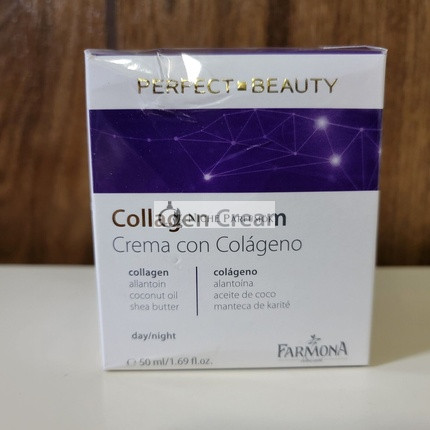 PERFECT BEAUTY
Collagen Cream
Crema con Colágeno
collagen
allantoin
coconut oil
shea butter
colágeno
alantoína
aceite de coco
manteca de karité
day/night
50 ml/1.69 fl.oz.
FARMONA